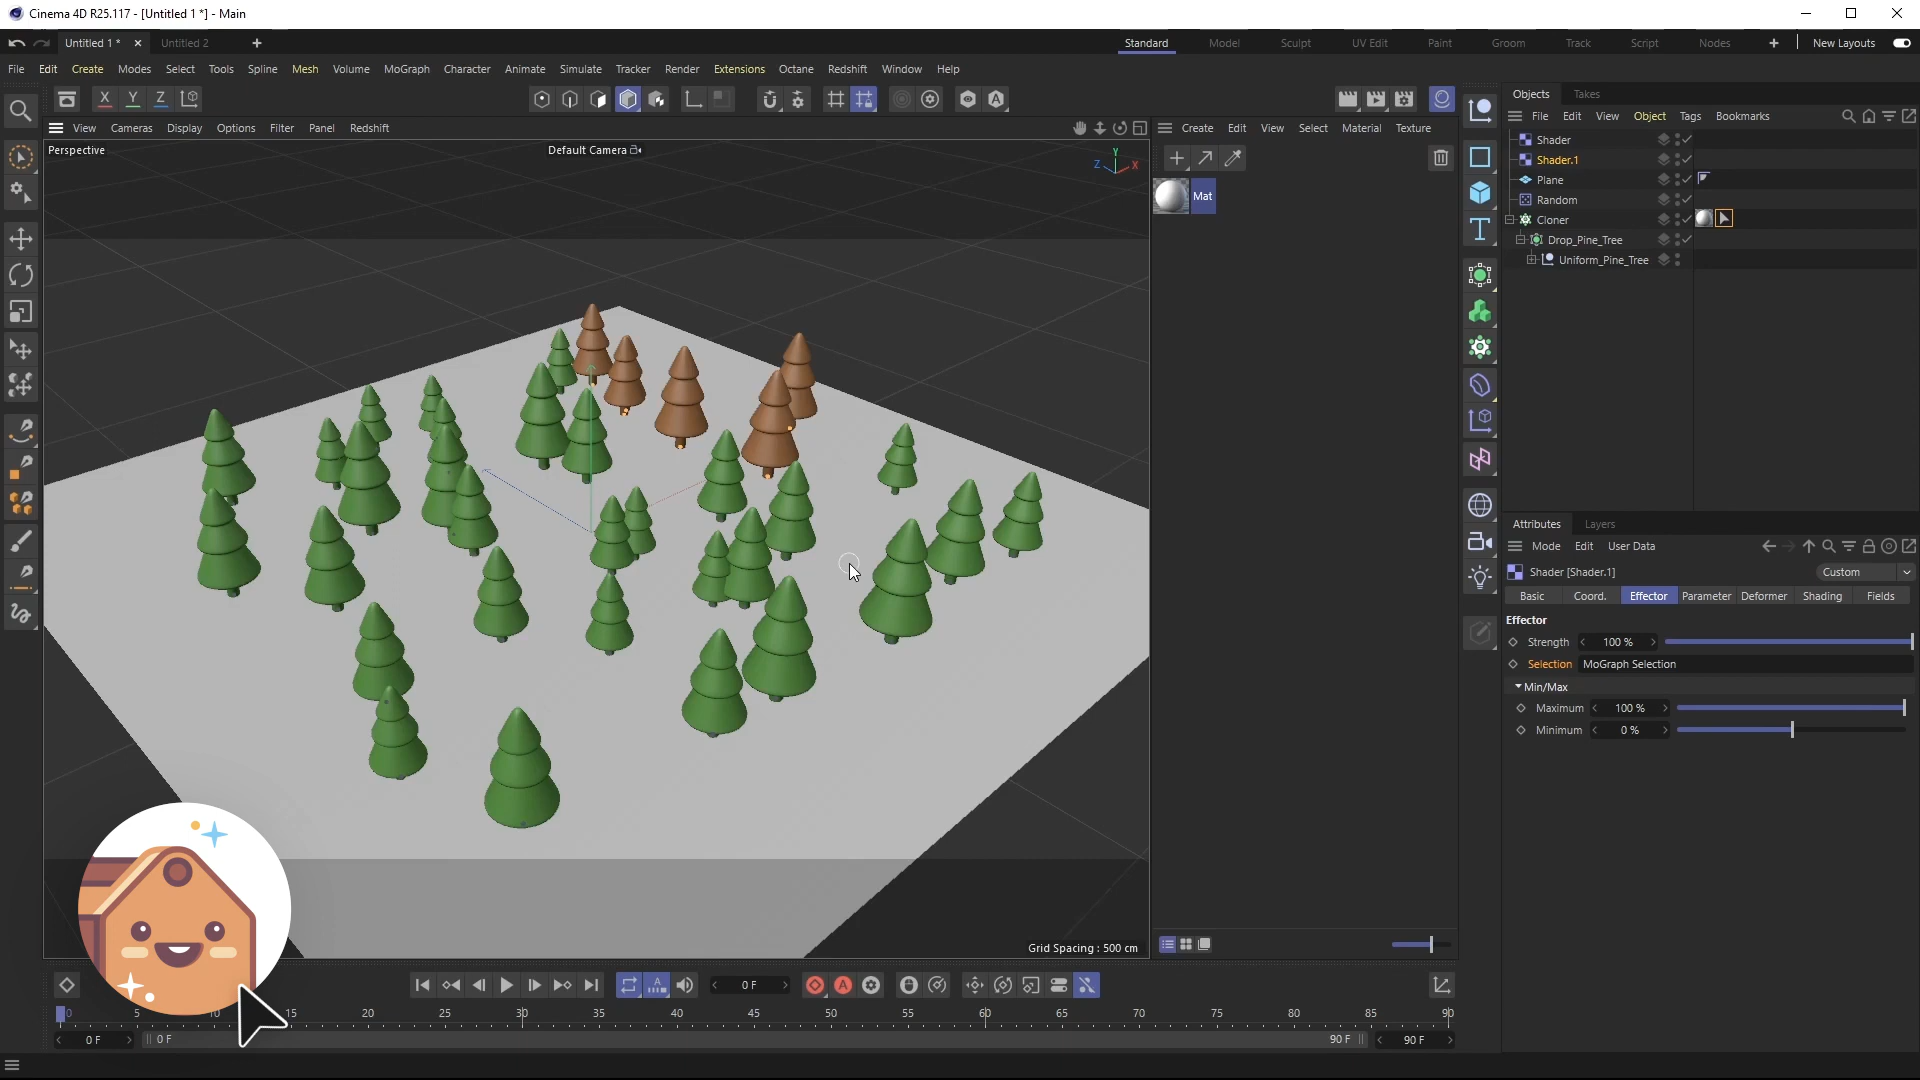 Cinema 4D R25.117 - [Untitled 1 *] - Main
Untitled 1 * Untitled 2 Standard Model Sculpt UV Edit Paint Groom Track Script Nodes New Layouts
File Edit Create Modes Select Tools Spline Mesh Volume MoGraph Character Animate Simulate Tracker Render Extensions Octane Redshift Window Help
X Y Z
Objects Takes
File Edit View Object Tags Bookmarks
View Cameras Display Options Filter Panel Redshift
Create Edit View Select Material Texture
Perspective
Default Camera
Y
Z X
Mat
Shader
Shader.1
Plane
Random
Cloner
Drop_Pine_Tree
Uniform_Pine_Tree
Attributes Layers
Mode Edit User Data
Shader [Shader.1] Custom
Basic Coord. Effector Parameter Deformer Shading Fields
Effector
Strength 100 %
Selection MoGraph Selection
Min/Max
Maximum 100 %
Minimum 0 %
Grid Spacing : 500 cm
0 F
0 5 10 15 20 25 30 35 40 45 50 55 60 65 70 75 80 85 90
0 F 0 F 90 F 90 F